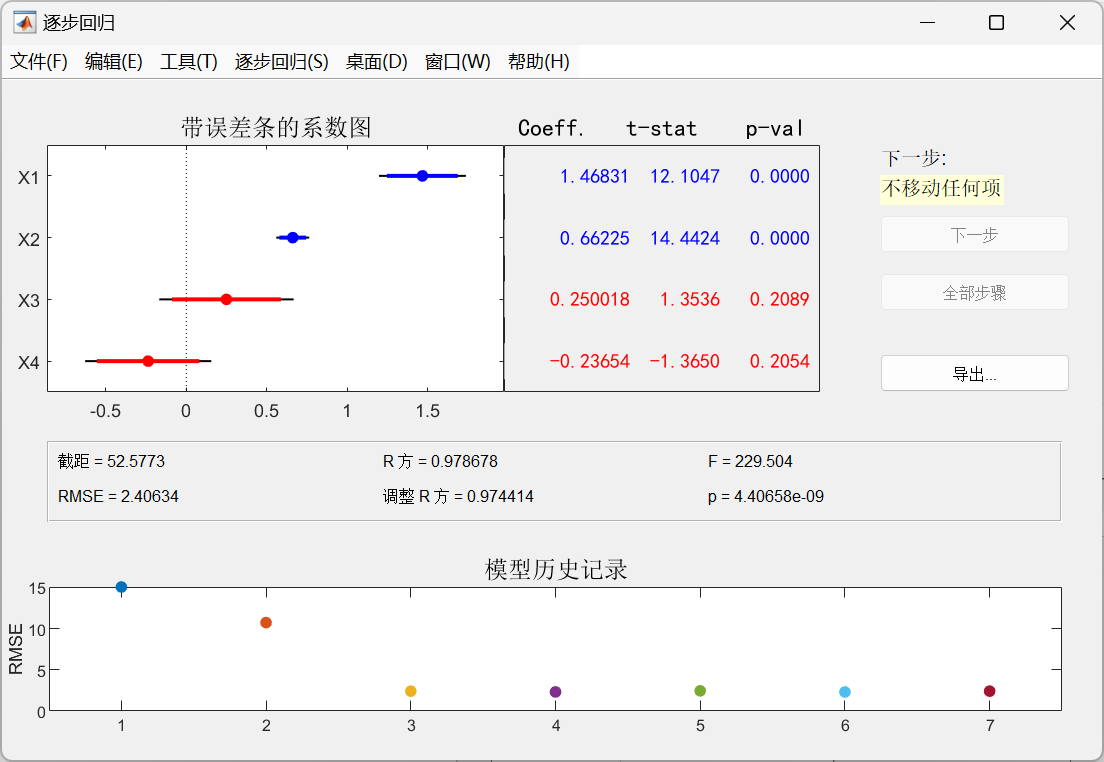 逐步回归
文件(F) 编辑(E) 工具(T) 逐步回归(S) 桌面(D) 窗口(W) 帮助(H)
带误差条的系数图
Coeff. t-stat p-val
X1 1.46831 12.1047 0.0000
X2 0.66225 14.4424 0.0000
X3 0.250018 1.3536 0.2089
X4 -0.23654 -1.3650 0.2054
-0.5 0 0.5 1 1.5
下一步:
不移动任何项
下一步
全部步骤
导出...
截距 = 52.5773 R 方 = 0.978678 F = 229.504
RMSE = 2.40634 调整 R 方 = 0.974414 p = 4.40658e-09
模型历史记录
RMSE
15
10
5
0
1 2 3 4 5 6 7